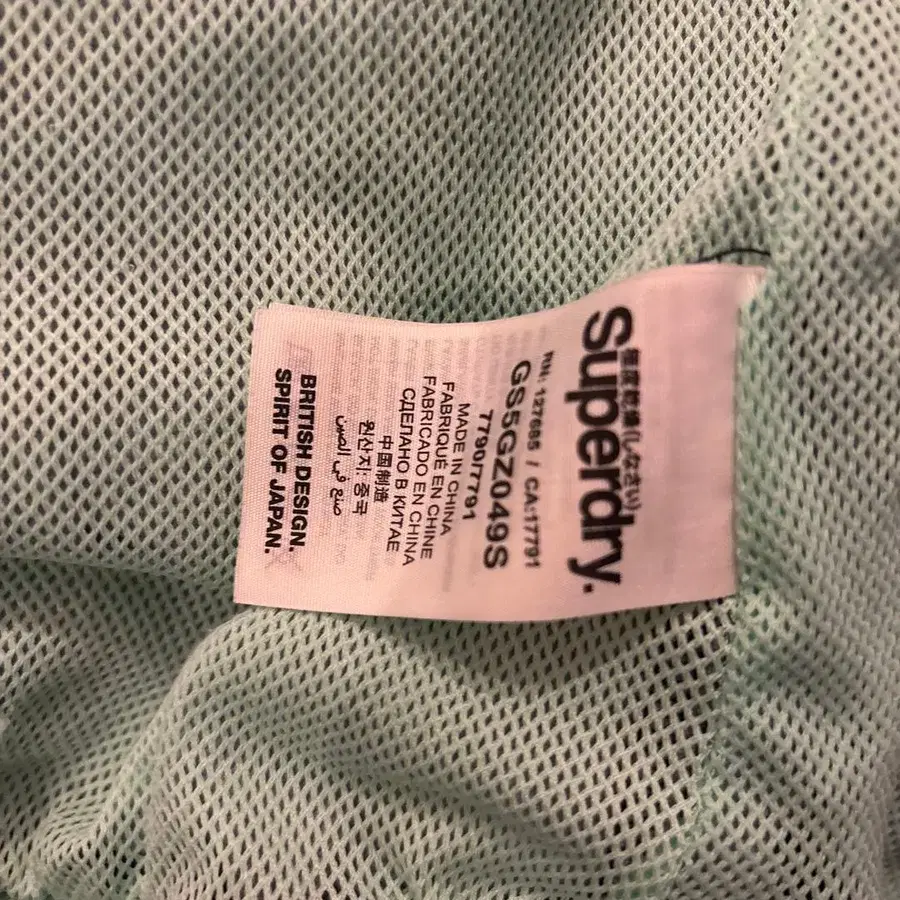 Superdry.
極度乾燥(しなさい)
RN: 127685 / CA:17791
GS5GZ049S
7790/7791
MADE IN CHINA
FABRIQUÉ EN CHINE
FABRICADO EN CHINA
СДЕЛАНО В КИТАЕ
中国制造
원산지: 중국
صنع في الصين
BRITISH DESIGN.
SPIRIT OF JAPAN.